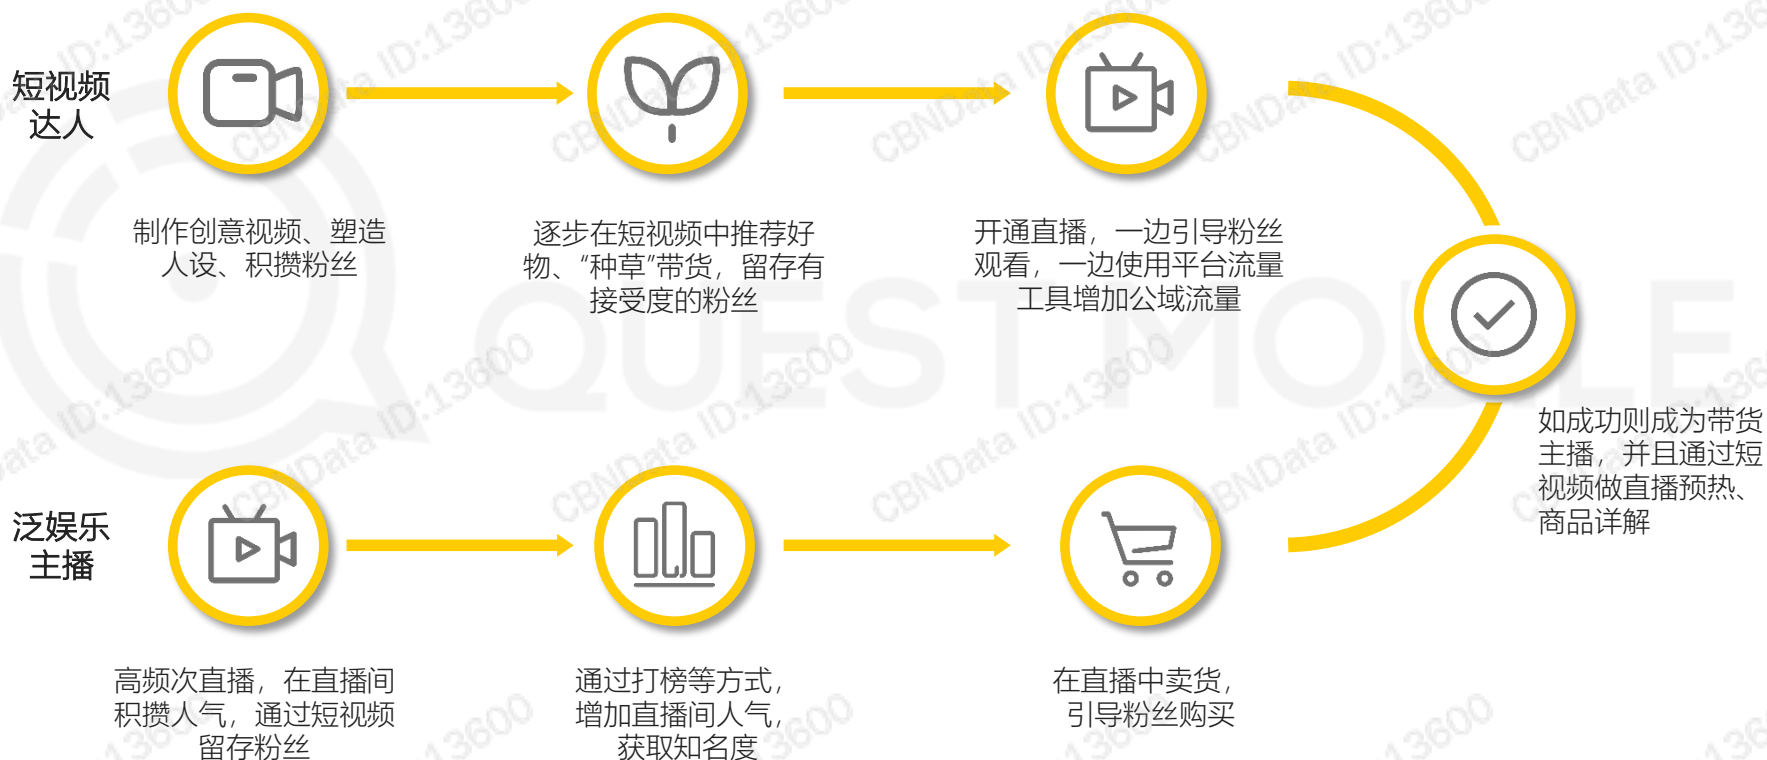 短视频
达人
制作创意视频、塑造
人设、积攒粉丝
逐步在短视频中推荐好
物、“种草”带货，留存有
接受度的粉丝
开通直播，一边引导粉丝
观看，一边使用平台流量
工具增加公域流量
如成功则成为带货
主播，并且通过短
视频做直播预热、
商品详解
泛娱乐
主播
高频次直播，在直播间
积攒人气，通过短视频
留存粉丝
通过打榜等方式，
增加直播间人气，
获取知名度
在直播中卖货，
引导粉丝购买
QUEST MOBILE
CBNData ID:13600